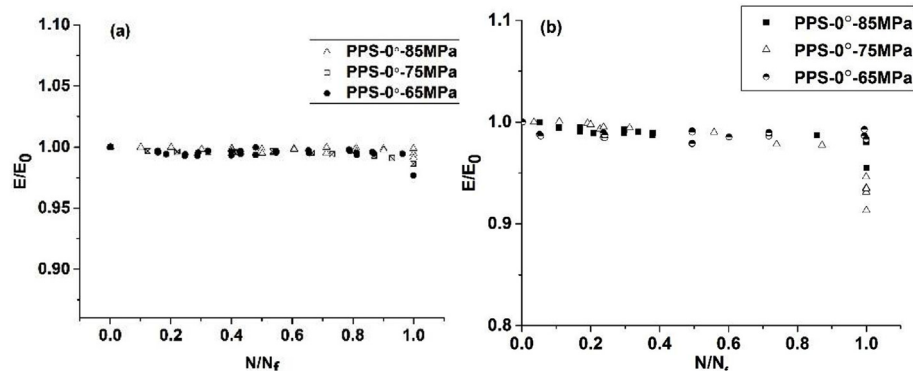 (a)
PPS-0°-85MPa
PPS-0°-75MPa
PPS-0°-65MPa
1.10
1.05
1.00
0.95
0.90
E/E0
0.0 0.2 0.4 0.6 0.8 1.0
N/Nf
(b)
PPS-0°-85MPa
PPS-0°-75MPa
PPS-0°-65MPa
1.1
1.0
0.9
0.8
E/E0
0.0 0.2 0.4 0.6 0.8 1.0
N/Nf